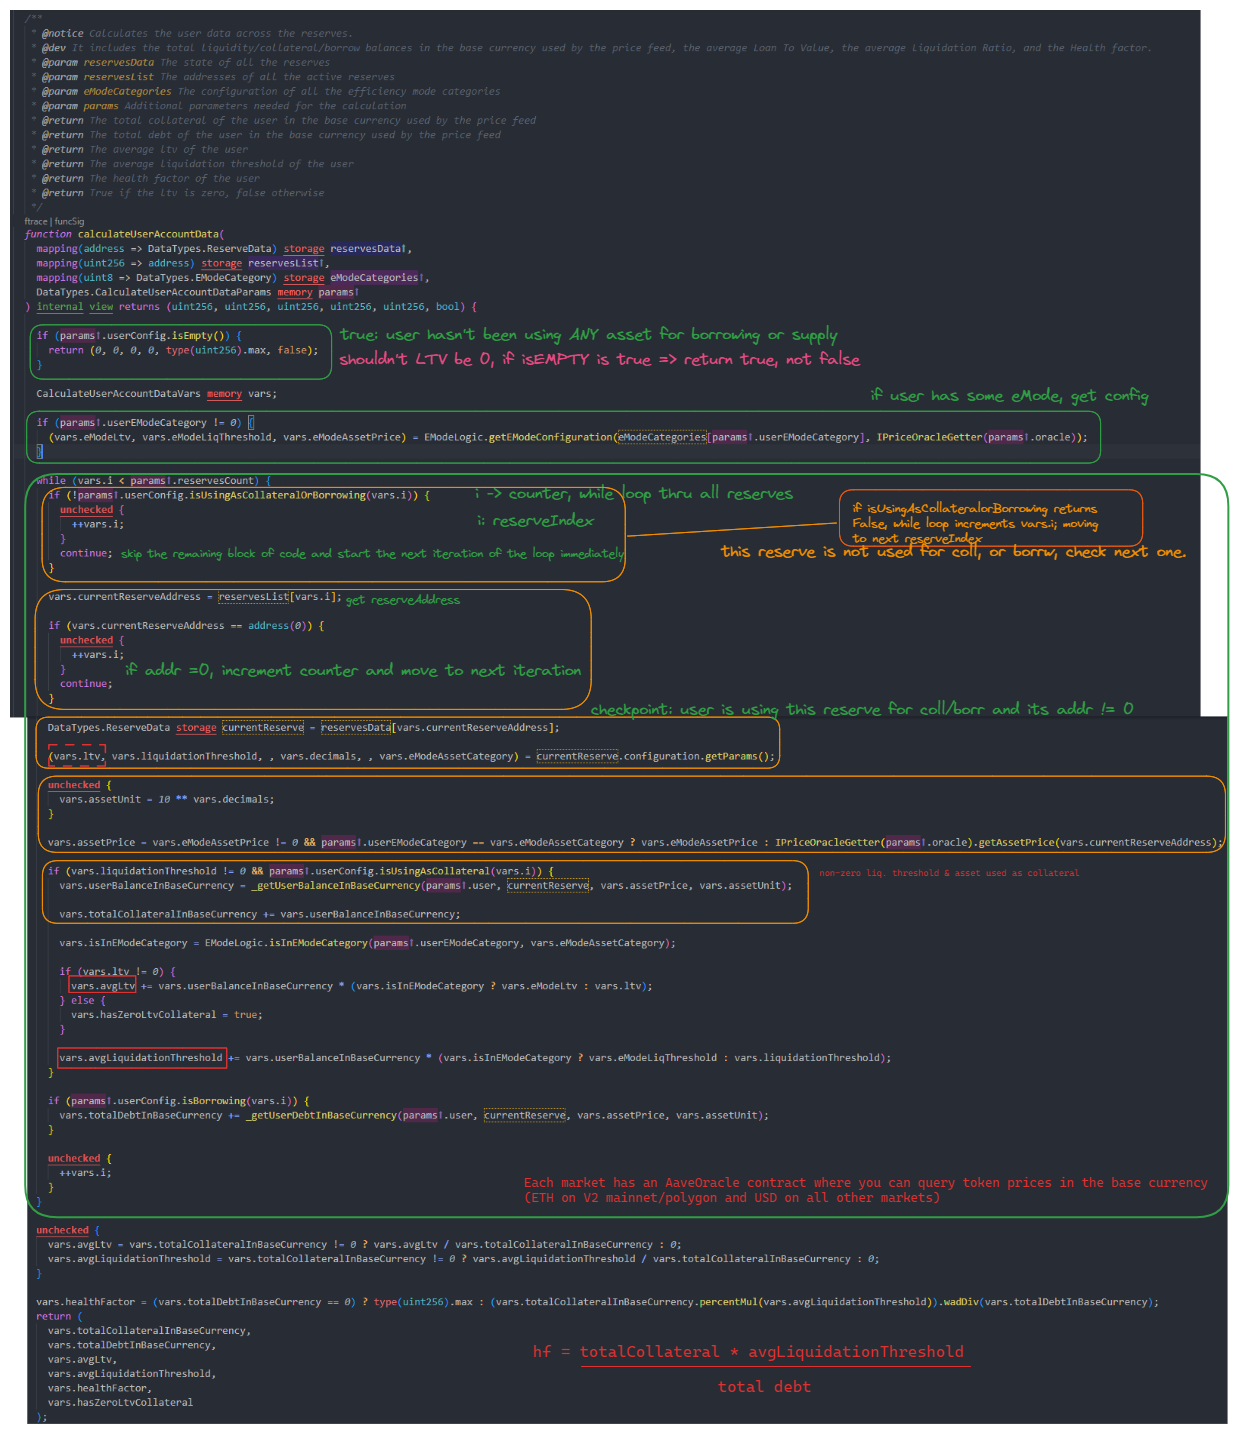 /**
 * @notice Calculates the user data across the reserves.
 * @dev It includes the total liquidity/collateral/borrow balances in the base currency used by the price feed, the average Loan To Value, the average Liquidation Ratio, and the Health factor.
 * @param reservesData The state of all the reserves
 * @param reservesList The addresses of all the active reserves
 * @param eModeCategories The configuration of all the efficiency mode categories
 * @param params Additional parameters needed for the calculation
 * @return The total collateral of the user in the base currency used by the price feed
 * @return The total debt of the user in the base currency used by the price feed
 * @return The average ltv of the user
 * @return The average liquidation threshold of the user
 * @return The health factor of the user
 * @return True if the ltv is zero, false otherwise
 */
ftrace | funcSig
function calculateUserAccountData(
  mapping(address => DataTypes.ReserveData) storage reservesData↑,
  mapping(uint256 => address) storage reservesList↑,
  mapping(uint8 => DataTypes.EModeCategory) storage eModeCategories↑,
  DataTypes.CalculateUserAccountDataParams memory params↑
) internal view returns (uint256, uint256, uint256, uint256, uint256, bool) {
  if (params↑.userConfig.isEmpty()) {
true: user hasn't been using ANY asset for borrowing or supply
    return (0, 0, 0, 0, type(uint256).max, false);
shouldn't LTV be 0, if isEMPTY is true => return true, not false
  }
  CalculateUserAccountDataVars memory vars;
if user has some eMode, get config
  if (params↑.userEModeCategory != 0) {
    (vars.eModeLtv, vars.eModeLiqThreshold, vars.eModeAssetPrice) = EModeLogic.getEModeConfiguration(eModeCategories[params↑.userEModeCategory], IPriceOracleGetter(params↑.oracle));
  }
  while (vars.i < params↑.reservesCount) {
    if (!params↑.userConfig.isUsingAsCollateralOrBorrowing(vars.i)) {
i -> counter, while loop thru all reserves
      unchecked {
        ++vars.i;
i: reserveIndex
      }
if isUsingAsCollateralorBorrowing returns
False, while loop increments vars.i; moving
to next reserveIndex
      continue; skip the remaining block of code and start the next iteration of the loop immediately
this reserve is not used for coll, or borrw, check next one.
    }
    vars.currentReserveAddress = reservesList[vars.i]; get reserveAddress
    if (vars.currentReserveAddress == address(0)) {
      unchecked {
        ++vars.i;
      }
if addr =0, increment counter and move to next iteration
      continue;
    }
checkpoint: user is using this reserve for coll/borr and its addr != 0
    DataTypes.ReserveData storage currentReserve = reservesData[vars.currentReserveAddress];
    (vars.ltv, vars.liquidationThreshold, , vars.decimals, , vars.eModeAssetCategory) = currentReserve.configuration.getParams();
    unchecked {
      vars.assetUnit = 10 ** vars.decimals;
    }
    vars.assetPrice = vars.eModeAssetPrice != 0 && params↑.userEModeCategory == vars.eModeAssetCategory ? vars.eModeAssetPrice : IPriceOracleGetter(params↑.oracle).getAssetPrice(vars.currentReserveAddress);
    if (vars.liquidationThreshold != 0 && params↑.userConfig.isUsingAsCollateral(vars.i)) {
non-zero liq. threshold & asset used as collateral
      vars.userBalanceInBaseCurrency = _getUserBalanceInBaseCurrency(params↑.user, currentReserve, vars.assetPrice, vars.assetUnit);
      vars.totalCollateralInBaseCurrency += vars.userBalanceInBaseCurrency;
      vars.isInEModeCategory = EModeLogic.isInEModeCategory(params↑.userEModeCategory, vars.eModeAssetCategory);
      if (vars.ltv != 0) {
        vars.avgLtv += vars.userBalanceInBaseCurrency * (vars.isInEModeCategory ? vars.eModeLtv : vars.ltv);
      } else {
        vars.hasZeroLtvCollateral = true;
      }
      vars.avgLiquidationThreshold += vars.userBalanceInBaseCurrency * (vars.isInEModeCategory ? vars.eModeLiqThreshold : vars.liquidationThreshold);
    }
    if (params↑.userConfig.isBorrowing(vars.i)) {
      vars.totalDebtInBaseCurrency += _getUserDebtInBaseCurrency(params↑.user, currentReserve, vars.assetPrice, vars.assetUnit);
    }
    unchecked {
      ++vars.i;
    }
Each market has an AaveOracle contract where you can query token prices in the base currency
(ETH on V2 mainnet/polygon and USD on all other markets)
  }
  unchecked {
    vars.avgLtv = vars.totalCollateralInBaseCurrency != 0 ? vars.avgLtv / vars.totalCollateralInBaseCurrency : 0;
    vars.avgLiquidationThreshold = vars.totalCollateralInBaseCurrency != 0 ? vars.avgLiquidationThreshold / vars.totalCollateralInBaseCurrency : 0;
  }
  vars.healthFactor = (vars.totalDebtInBaseCurrency == 0) ? type(uint256).max : (vars.totalCollateralInBaseCurrency.percentMul(vars.avgLiquidationThreshold)).wadDiv(vars.totalDebtInBaseCurrency);
  return (
    vars.totalCollateralInBaseCurrency,
    vars.totalDebtInBaseCurrency,
    vars.avgLtv,
    vars.avgLiquidationThreshold,
    vars.healthFactor,
    vars.hasZeroLtvCollateral
  );
hf = totalCollateral * avgLiquidationThreshold
total debt